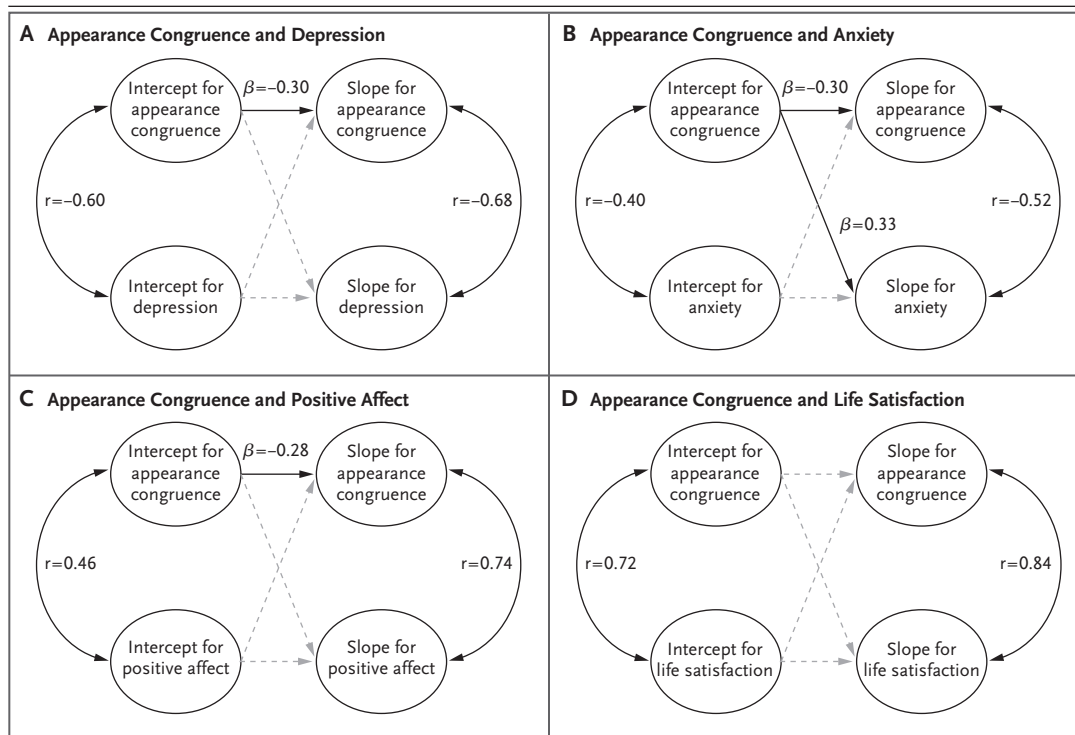 A Appearance Congruence and Depression
Intercept for
appearance
congruence
β=–0.30
Slope for
appearance
congruence
r=–0.60
r=–0.68
Intercept for
depression
Slope for
depression
B Appearance Congruence and Anxiety
Intercept for
appearance
congruence
β=–0.30
Slope for
appearance
congruence
r=–0.40
r=–0.52
β=0.33
Intercept for
anxiety
Slope for
anxiety
C Appearance Congruence and Positive Affect
Intercept for
appearance
congruence
β=–0.28
Slope for
appearance
congruence
r=0.46
r=0.74
Intercept for
positive affect
Slope for
positive affect
D Appearance Congruence and Life Satisfaction
Intercept for
appearance
congruence
Slope for
appearance
congruence
r=0.72
r=0.84
Intercept for
life satisfaction
Slope for
life satisfaction